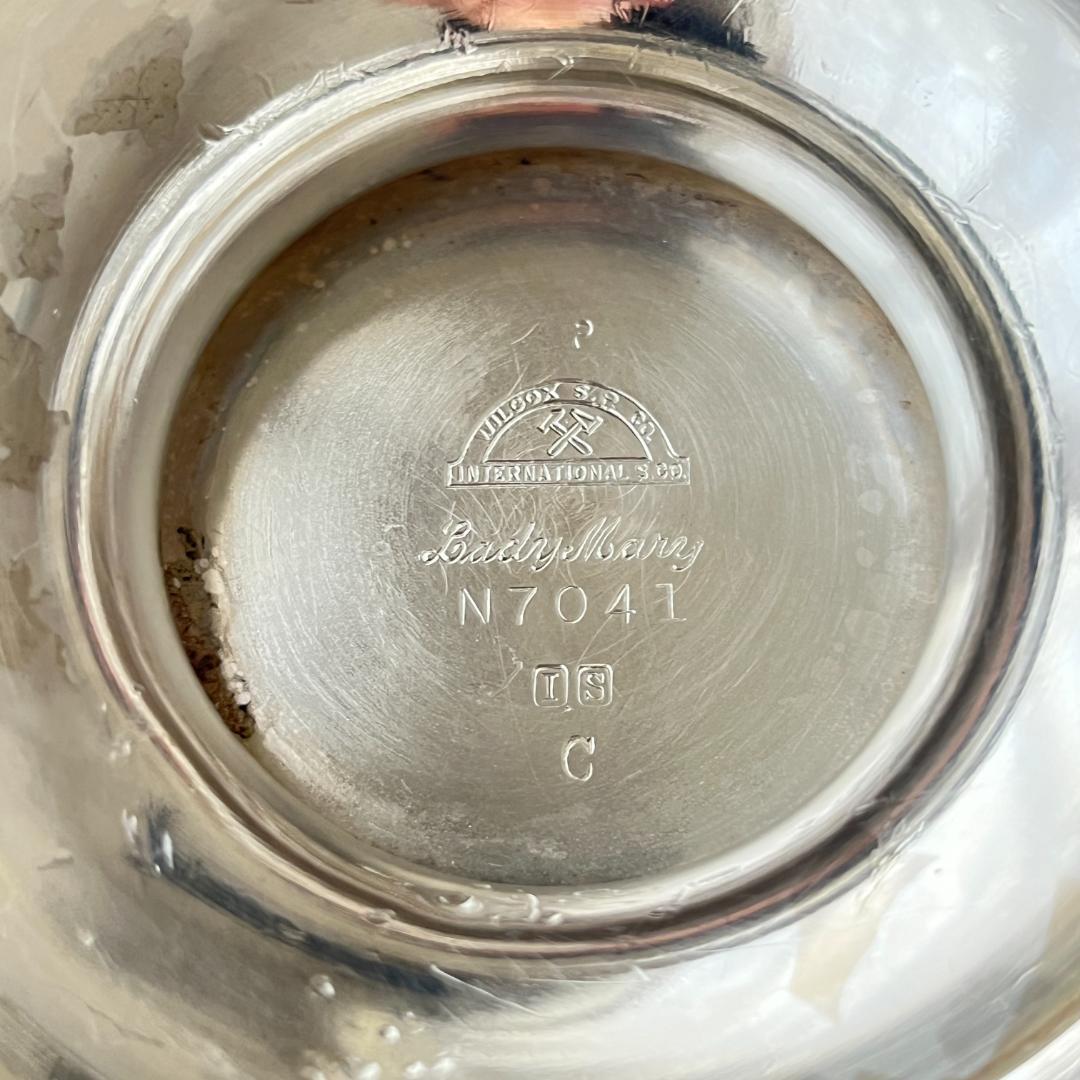 P
WILCOX S.P. CO.
INTERNATIONAL S. CO.
Lady Mary
N7041
IS
C